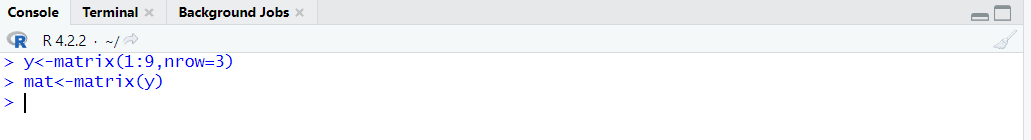 Console Terminal Background Jobs
R R 4.2.2 · ~/
> y<-matrix(1:9,nrow=3)
> mat<-matrix(y)
>